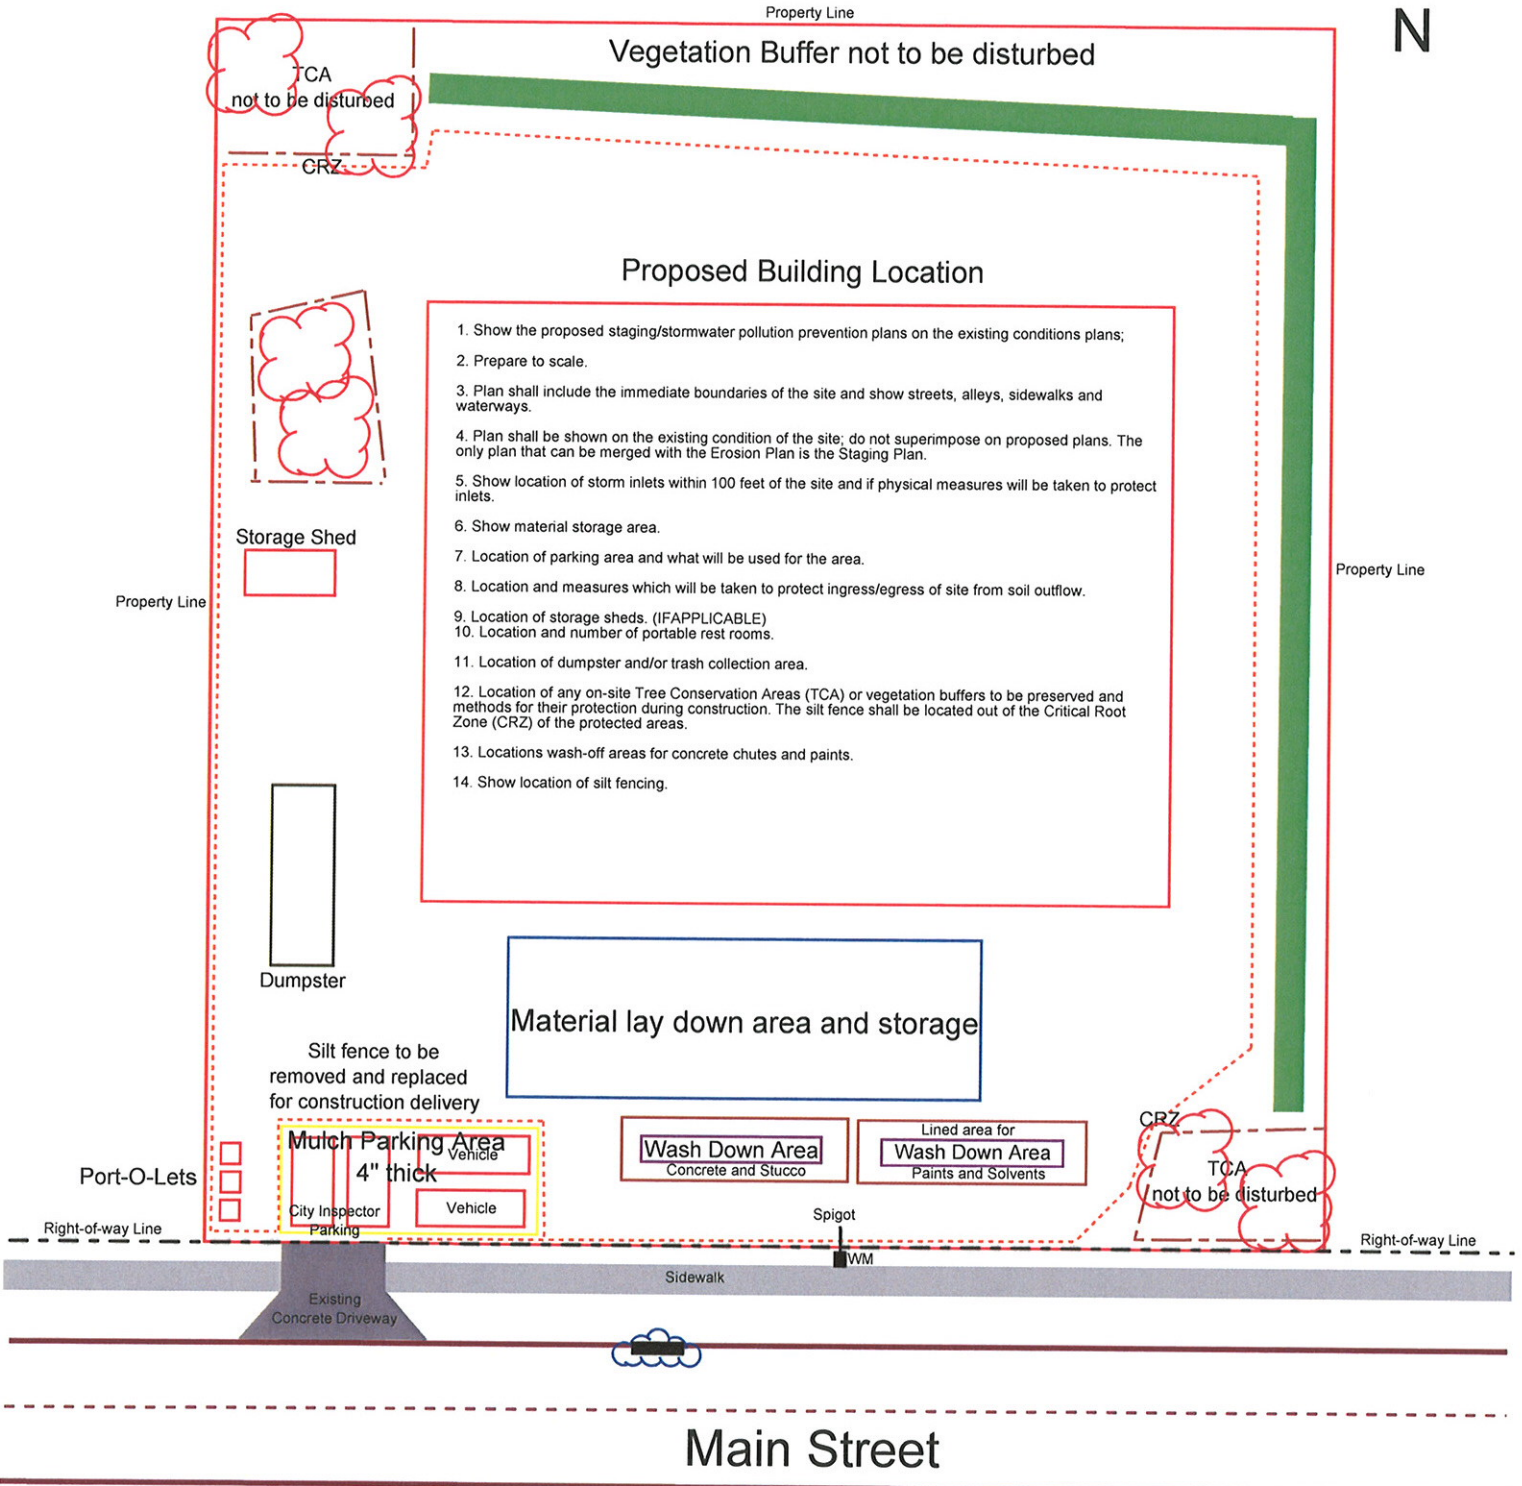 Property Line
N
Vegetation Buffer not to be disturbed
TCA
not to be disturbed
CRZ
Proposed Building Location
1. Show the proposed staging/stormwater pollution prevention plans on the existing conditions plans;
2. Prepare to scale.
3. Plan shall include the immediate boundaries of the site and show streets, alleys, sidewalks and
waterways.
4. Plan shall be shown on the existing condition of the site; do not superimpose on proposed plans. The
only plan that can be merged with the Erosion Plan is the Staging Plan.
5. Show location of storm inlets within 100 feet of the site and if physical measures will be taken to protect
inlets.
6. Show material storage area.
7. Location of parking area and what will be used for the area.
8. Location and measures which will be taken to protect ingress/egress of site from soil outflow.
9. Location of storage sheds. (IFAPPLICABLE)
10. Location and number of portable rest rooms.
11. Location of dumpster and/or trash collection area.
12. Location of any on-site Tree Conservation Areas (TCA) or vegetation buffers to be preserved and
methods for their protection during construction. The silt fence shall be located out of the Critical Root
Zone (CRZ) of the protected areas.
13. Locations wash-off areas for concrete chutes and paints.
14. Show location of silt fencing.
Storage Shed
Property Line
Property Line
Dumpster
Material lay down area and storage
Silt fence to be
removed and replaced
for construction delivery
Mulch Parking Area
4" thick
Vehicle
Vehicle
City Inspector
Parking
Port-O-Lets
Wash Down Area
Concrete and Stucco
Lined area for
Wash Down Area
Paints and Solvents
CRZ
TCA
not to be disturbed
Right-of-way Line
Spigot
WM
Right-of-way Line
Sidewalk
Existing
Concrete Driveway
Main Street